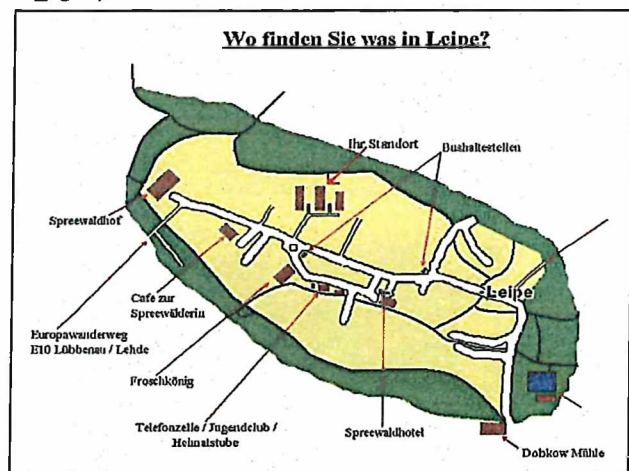 Wo finden Sie was in Leipe?
Ihr Standort
Bushaltestellen
Spreewaldhof
Leipe
Cafe zur
Spreewälderin
Europawanderweg
E10 Lübbenau / Lehde
Froschkönig
Telefonzelle / Jugendclub /
Heimatstube
Spreewaldhotel
Dobkow Mühle